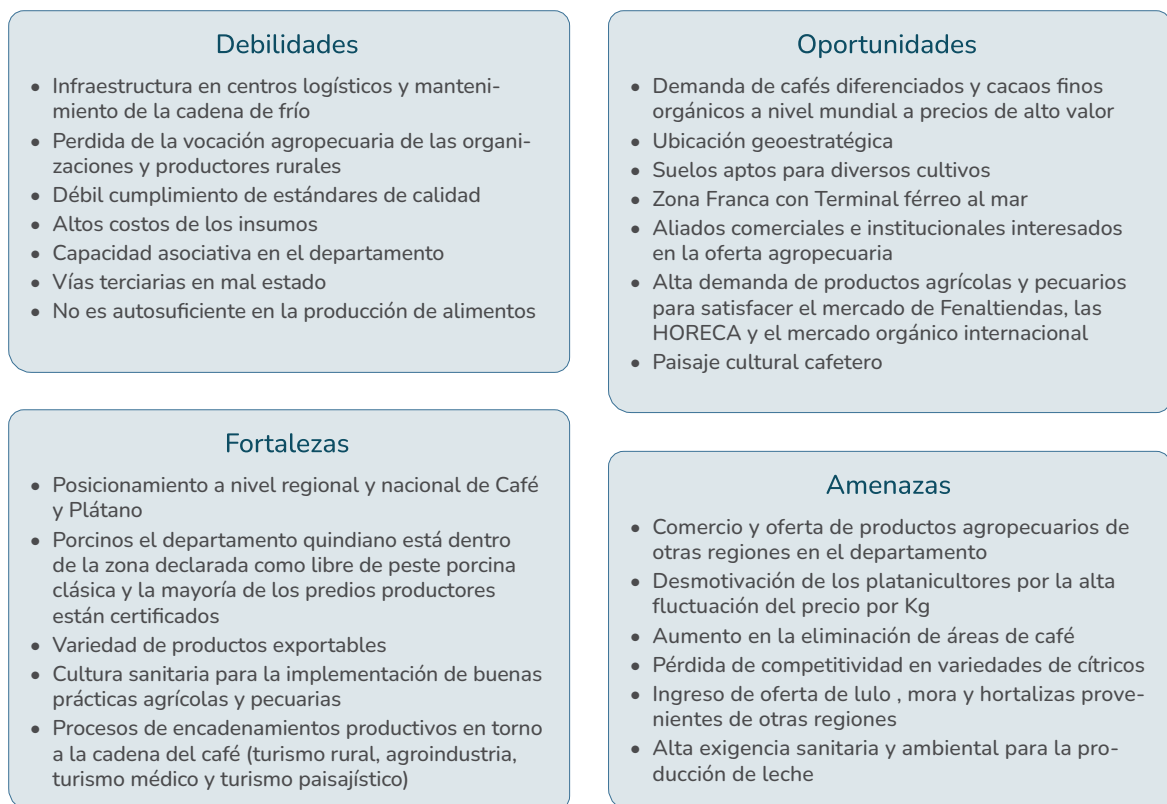 Debilidades
• Infraestructura en centros logísticos y manteni-
miento de la cadena de frío
• Perdida de la vocación agropecuaria de las organi-
zaciones y productores rurales
• Débil cumplimiento de estándares de calidad
• Altos costos de los insumos
• Capacidad asociativa en el departamento
• Vías terciarias en mal estado
• No es autosuficiente en la producción de alimentos
Oportunidades
• Demanda de cafés diferenciados y cacaos finos
orgánicos a nivel mundial a precios de alto valor
• Ubicación geoestratégica
• Suelos aptos para diversos cultivos
• Zona Franca con Terminal férreo al mar
• Aliados comerciales e institucionales interesados
en la oferta agropecuaria
• Alta demanda de productos agrícolas y pecuarios
para satisfacer el mercado de Fenaltiendas, las
HORECA y el mercado orgánico internacional
• Paisaje cultural cafetero
Fortalezas
• Posicionamiento a nivel regional y nacional de Café
y Plátano
• Porcinos el departamento quindiano está dentro
de la zona declarada como libre de peste porcina
clásica y la mayoría de los predios productores
están certificados
• Variedad de productos exportables
• Cultura sanitaria para la implementación de buenas
prácticas agrícolas y pecuarias
• Procesos de encadenamientos productivos en torno
a la cadena del café (turismo rural, agroindustria,
turismo médico y turismo paisajístico)
Amenazas
• Comercio y oferta de productos agropecuarios de
otras regiones en el departamento
• Desmotivación de los platanicultores por la alta
fluctuación del precio por Kg
• Aumento en la eliminación de áreas de café
• Pérdida de competitividad en variedades de cítricos
• Ingreso de oferta de lulo , mora y hortalizas prove-
nientes de otras regiones
• Alta exigencia sanitaria y ambiental para la pro-
ducción de leche